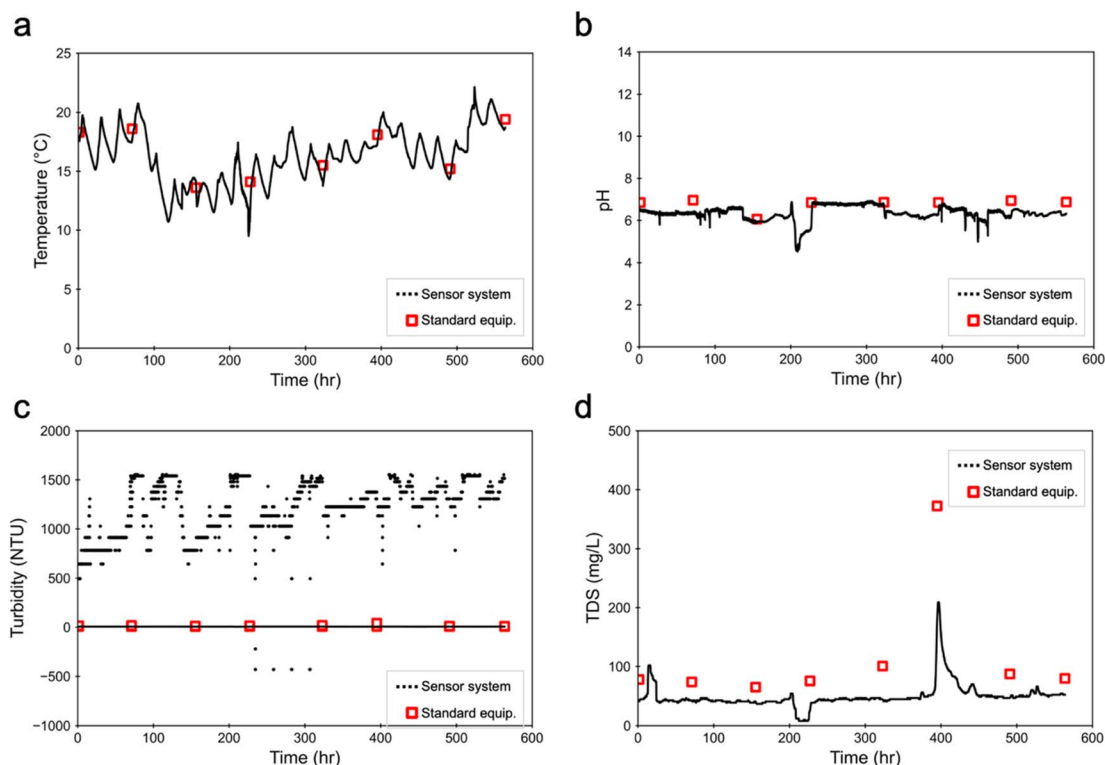 a
25
20
15
10
5
0
Temperature (°C)
0 100 200 300 400 500 600
Time (hr)
Sensor system
Standard equip.
b
14
12
10
8
6
4
2
0
pH
0 100 200 300 400 500 600
Time (hr)
Sensor system
Standard equip.
c
2000
1500
1000
500
0
−500
−1000
Turbidity (NTU)
0 100 200 300 400 500 600
Time (hr)
Sensor system
Standard equip.
d
500
400
300
200
100
0
TDS (mg/L)
0 100 200 300 400 500 600
Time (hr)
Sensor system
Standard equip.